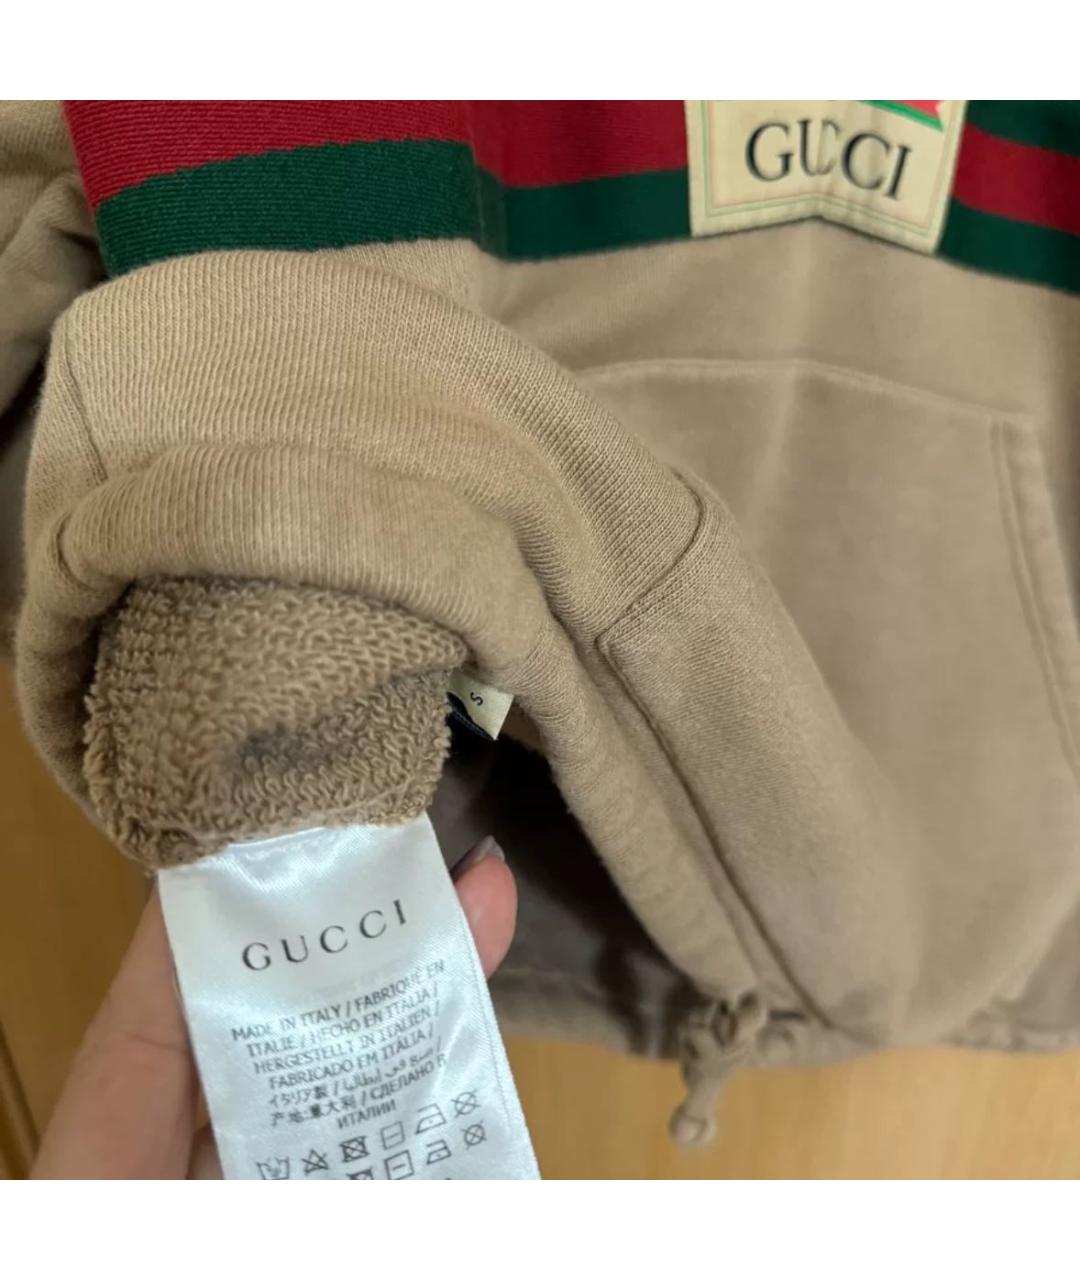 GUCCI
S
GUCCI
MADE IN ITALY / FABRIQUÉ EN
ITALIE / HECHO EN ITALIA /
HERGESTELLT IN ITALIEN /
FABRICADO EM ITÁLIA /
イタリア製 / صنع في إيطاليا /
产地:意大利 / СДЕЛАНО В
ИТАЛИИ